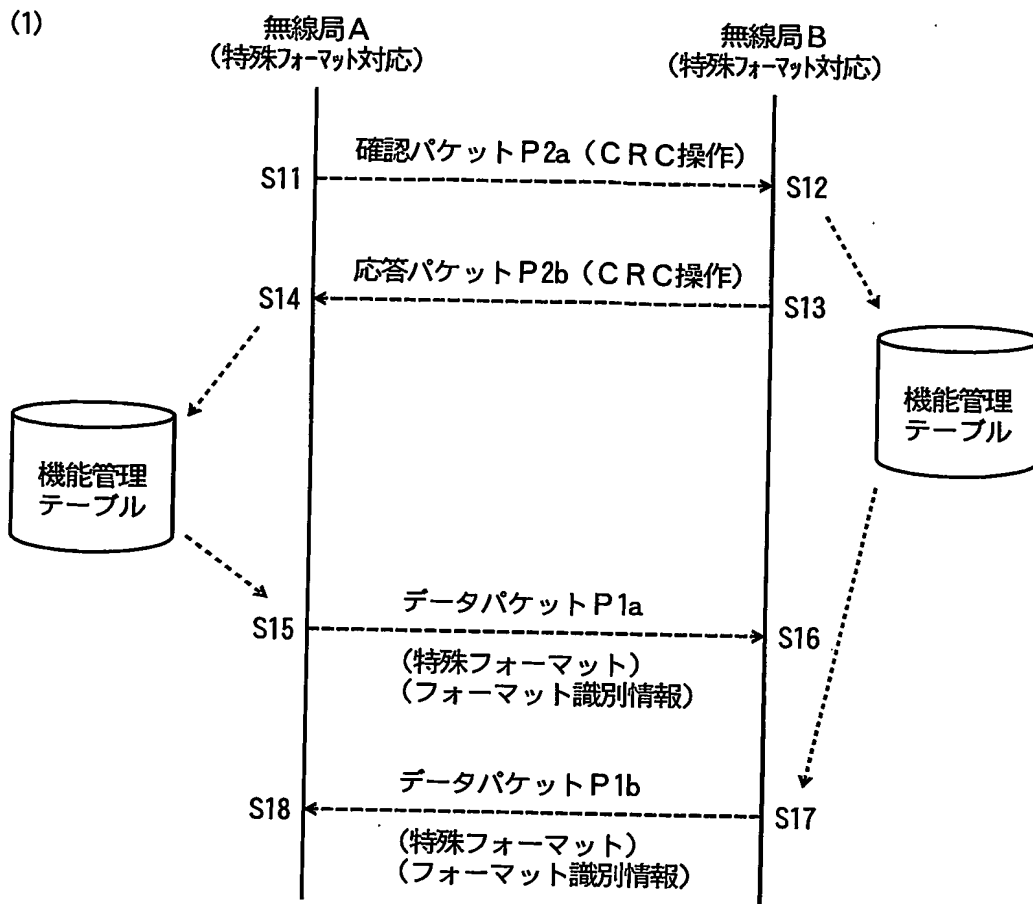 (1)
無線局A
(特殊フォーマット対応)
無線局B
(特殊フォーマット対応)
確認パケットP2a(CRC操作)
S11
S12
応答パケットP2b(CRC操作)
S14
S13
機能管理
テーブル
機能管理
テーブル
データパケットP1a
S15
S16
(特殊フォーマット)
(フォーマット識別情報)
データパケットP1b
S18
S17
(特殊フォーマット)
(フォーマット識別情報)